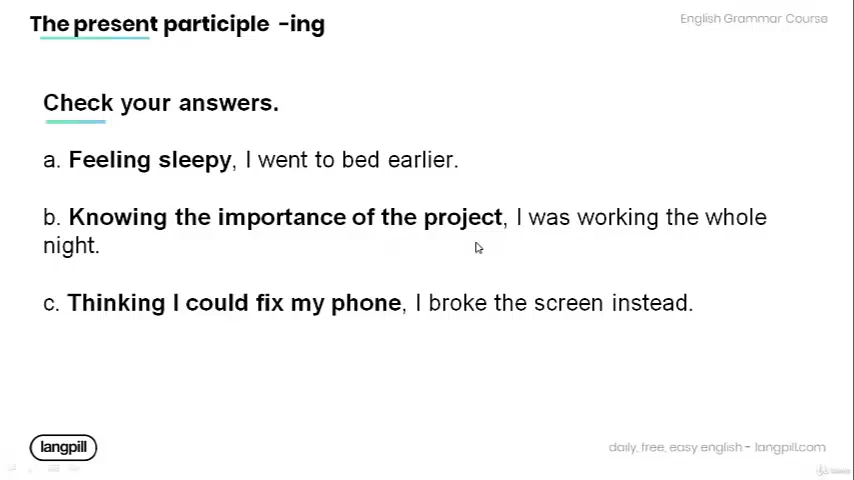 The present participle -ing
English Grammar Course
Check your answers.
a. Feeling sleepy, I went to bed earlier.
b. Knowing the importance of the project, I was working the whole
night.
c. Thinking I could fix my phone, I broke the screen instead.
langpill
daily, free, easy english - langpill.com
Udemy